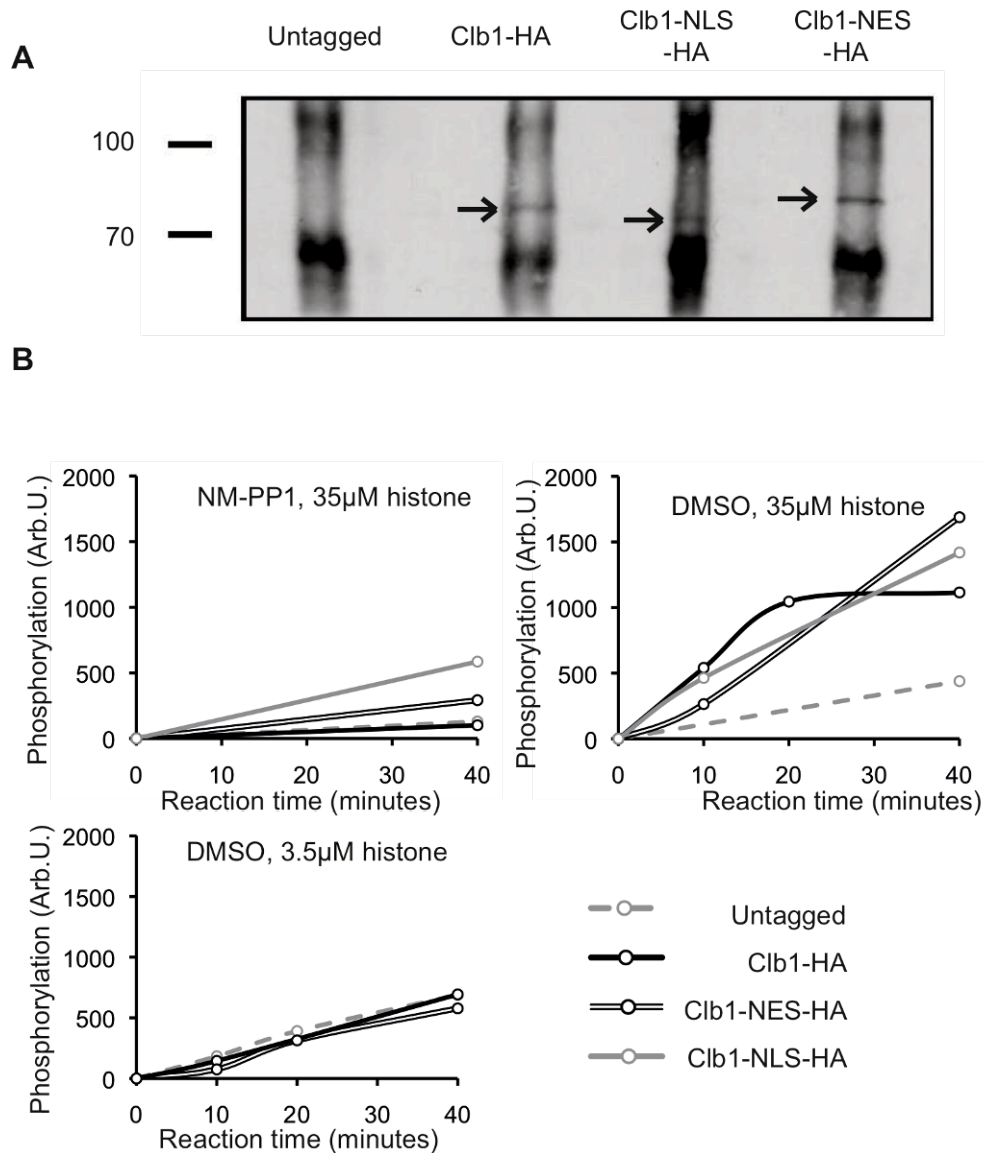 A
Untagged
Clb1-HA
Clb1-NLS
-HA
Clb1-NES
-HA
100
70
B
NM-PP1, 35µM histone
Phosphorylation (Arb.U.)
2000
1500
1000
500
0
0 10 20 30 40
Reaction time (minutes)
DMSO, 35µM histone
Phosphorylation (Arb.U.)
2000
1500
1000
500
0
0 10 20 30 40
Reaction time (minutes)
DMSO, 3.5µM histone
Phosphorylation (Arb.U.)
2000
1500
1000
500
0
0 10 20 30 40
Reaction time (minutes)
Untagged
Clb1-HA
Clb1-NES-HA
Clb1-NLS-HA